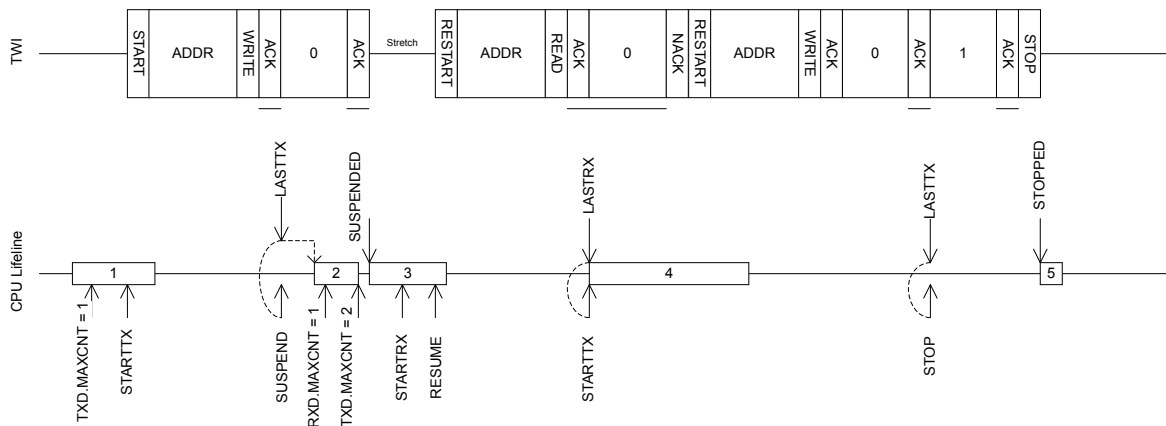 TWI
START
ADDR
WRITE
ACK
0
ACK
Stretch
RESTART
ADDR
READ
ACK
0
NACK
RESTART
ADDR
WRITE
ACK
0
ACK
1
ACK
STOP
CPU Lifeline
LASTTX
SUSPENDED
LASTRX
LASTTX
STOPPED
1
2
3
4
5
TXD.MAXCNT = 1
STARTTX
SUSPEND
RXD.MAXCNT = 1
TXD.MAXCNT = 2
STARTRX
RESUME
STARTTX
STOP